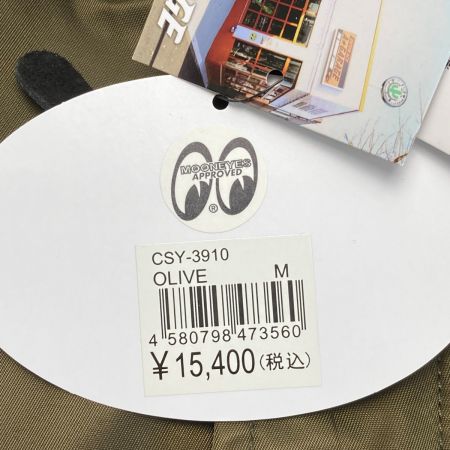 MOONEYES
APPROVED
®
CSY-3910
OLIVE M
4 580798 473560
¥15,400(税込)